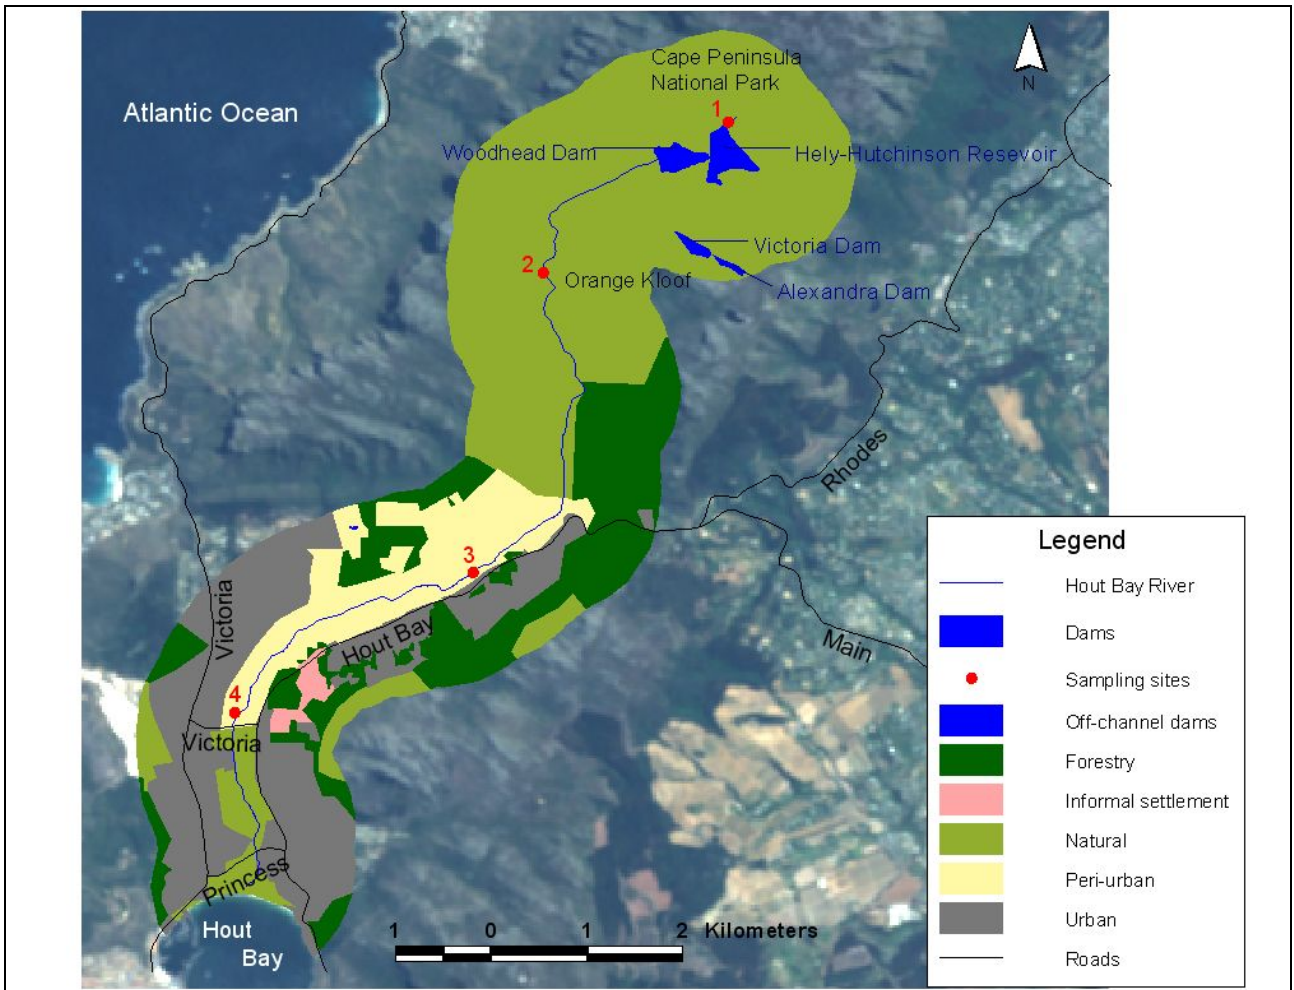 Cape Peninsula
National Park
N
Atlantic Ocean
1
Woodhead Dam
Hely-Hutchinson Resevoir
Victoria Dam
2
Orange Kloof
Alexandra Dam
Rhodes
3
Hout Bay
Victoria
Main
4
Victoria
Princess
Hout
Bay
1 0 1 2 Kilometers
Legend
Hout Bay River
Dams
Sampling sites
Off-channel dams
Forestry
Informal settlement
Natural
Peri-urban
Urban
Roads